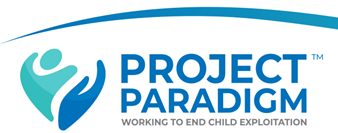 PROJECT™
PARADIGM
WORKING TO END CHILD EXPLOITATION